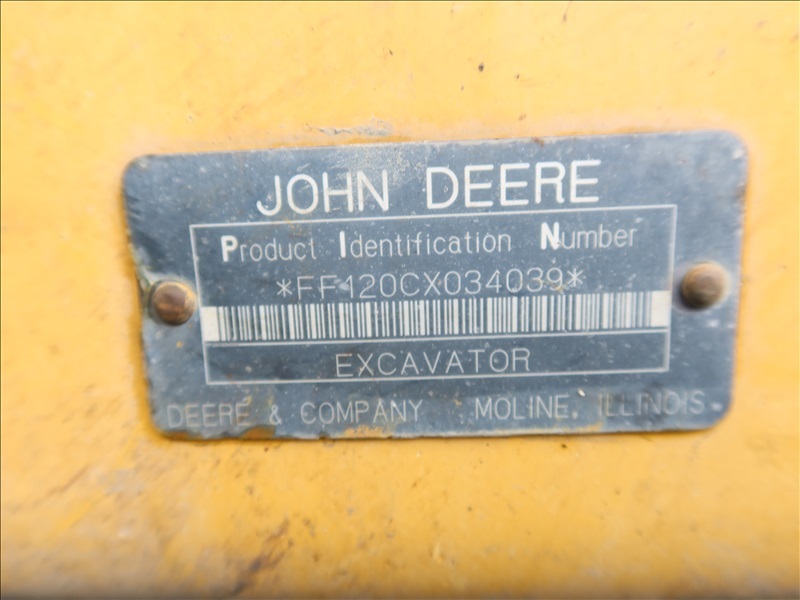 JOHN DEERE
Product Identification Number
*FF120CX034039*
EXCAVATOR
DEERE & COMPANY MOLINE, ILLINOIS